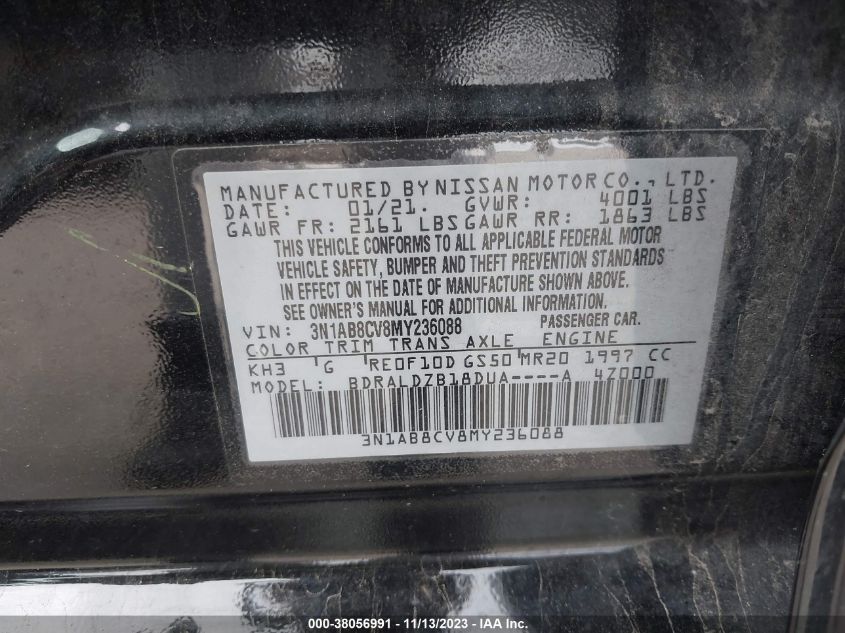 MANUFACTURED BY NISSAN MOTOR CO., LTD.
DATE: 01/21. GVWR: 4001 LBS
GAWR FR: 2161 LBS GAWR RR: 1863 LBS
THIS VEHICLE CONFORMS TO ALL APPLICABLE FEDERAL MOTOR
VEHICLE SAFETY, BUMPER AND THEFT PREVENTION STANDARDS
IN EFFECT ON THE DATE OF MANUFACTURE SHOWN ABOVE.
SEE OWNER'S MANUAL FOR ADDITIONAL INFORMATION.
VIN: 3N1AB8CV8MY236088 PASSENGER CAR.
COLOR TRIM TRANS AXLE ENGINE
KH3 G RE0F10D GS50 MR20 1997 CC
MODEL: BDRALDZB18DUA----A 4Z000
3N1AB8CV8MY236088
000-38056991 - 11/13/2023 - IAA Inc.